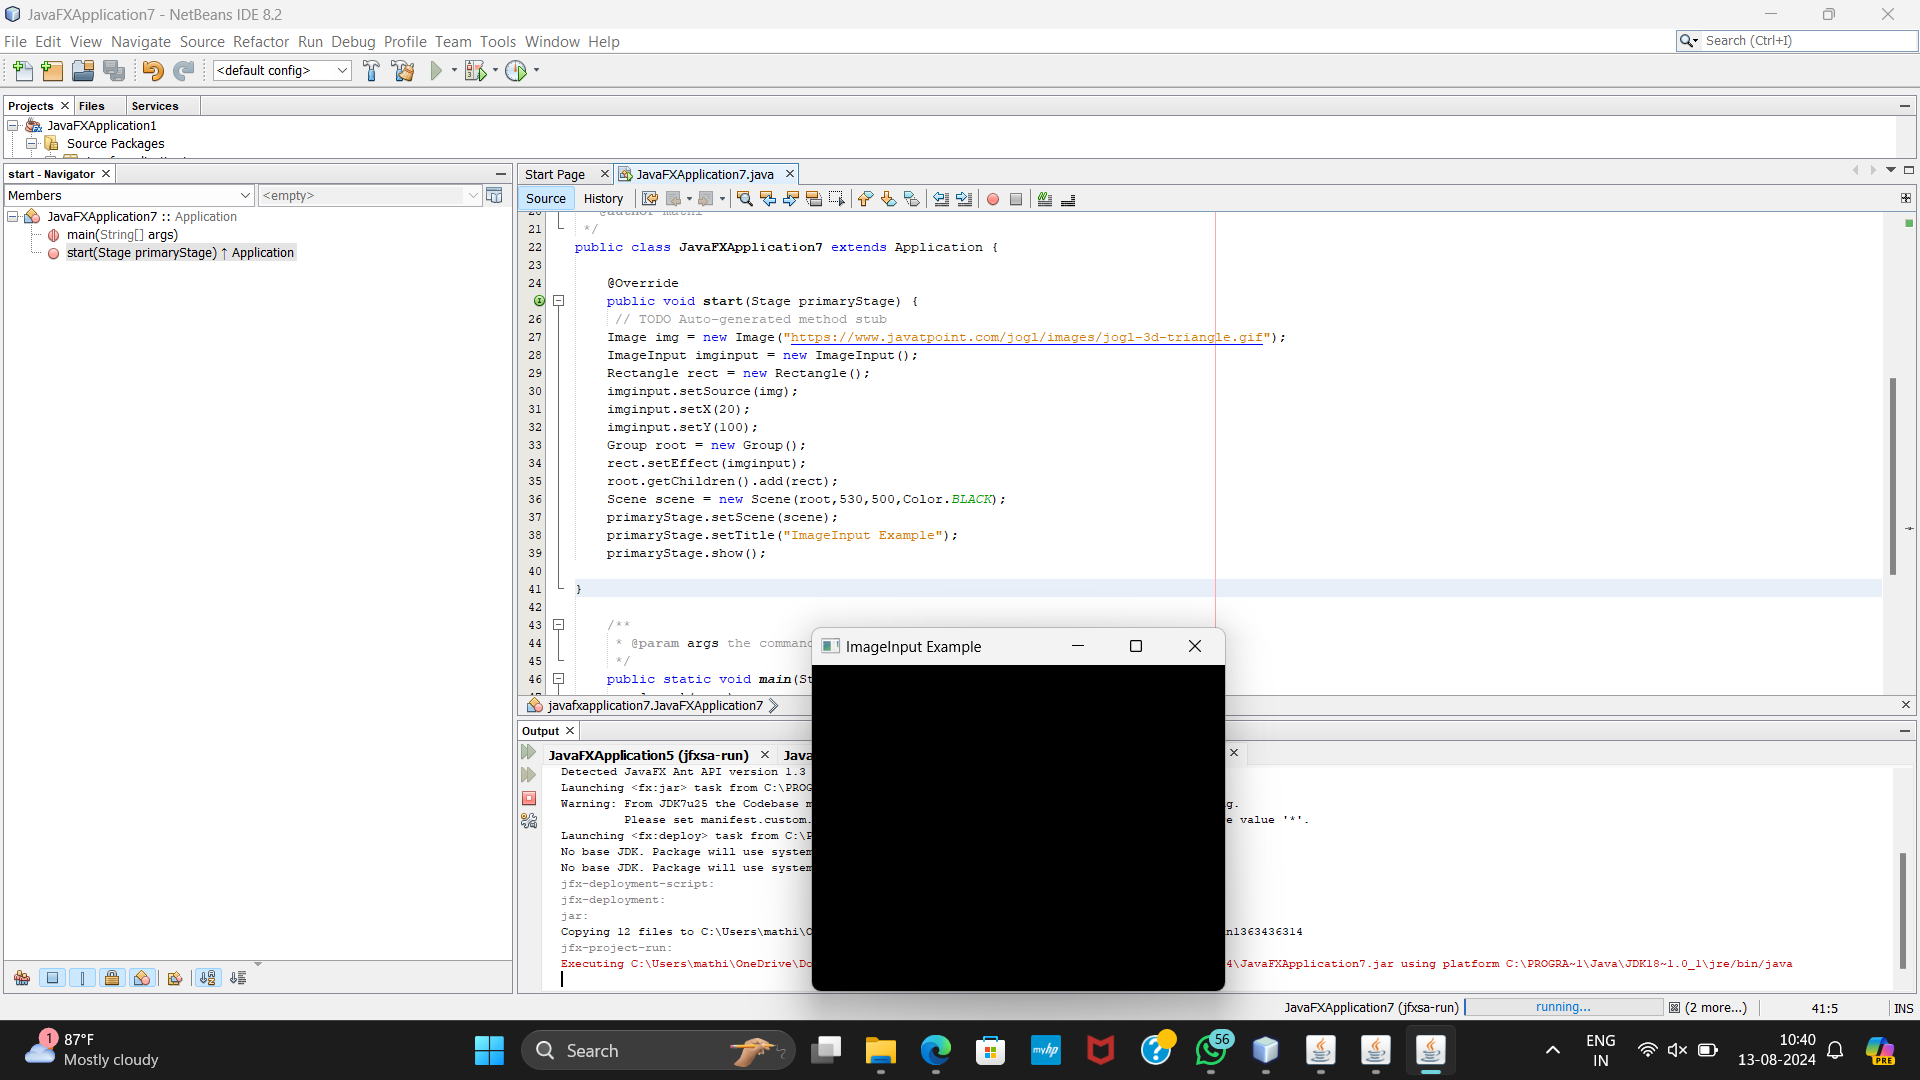 JavaFXApplication7 - NetBeans IDE 8.2
File Edit View Navigate Source Refactor Run Debug Profile Team Tools Window Help
Search (Ctrl+I)
<default config>
Projects Files Services
JavaFXApplication1
Source Packages
start - Navigator
Members <empty>
JavaFXApplication7 :: Application
main(String[] args)
start(Stage primaryStage) ↑ Application
Start Page JavaFXApplication7.java
Source History
20 @author mathi
21 */
22 public class JavaFXApplication7 extends Application {
23
24 @Override
public void start(Stage primaryStage) {
26 // TODO Auto-generated method stub
27 Image img = new Image("https://www.javatpoint.com/jogl/images/jogl-3d-triangle.gif");
28 ImageInput imginput = new ImageInput();
29 Rectangle rect = new Rectangle();
30 imginput.setSource(img);
31 imginput.setX(20);
32 imginput.setY(100);
33 Group root = new Group();
34 rect.setEffect(imginput);
35 root.getChildren().add(rect);
36 Scene scene = new Scene(root,530,500,Color.BLACK);
37 primaryStage.setScene(scene);
38 primaryStage.setTitle("ImageInput Example");
39 primaryStage.show();
40
41 }
42
43 /**
44 * @param args the command
45 */
46 public static void main(St
javafxapplication7.JavaFXApplication7
ImageInput Example
Output
JavaFXApplication5 (jfxsa-run) Java
Detected JavaFX Ant API version 1.3
Launching <fx:jar> task from C:\PROG
Warning: From JDK7u25 the Codebase m g.
Please set manifest.custom. e value '*'.
Launching <fx:deploy> task from C:\P
No base JDK. Package will use system
No base JDK. Package will use system
jfx-deployment-script:
jfx-deployment:
jar:
Copying 12 files to C:\Users\mathi\O n1363436314
jfx-project-run:
Executing C:\Users\mathi\OneDrive\Do 4\JavaFXApplication7.jar using platform C:\PROGRA~1\Java\JDK18~1.0_1\jre/bin/java
JavaFXApplication7 (jfxsa-run) running... (2 more...) 41:5 INS
1 87°F
Mostly cloudy
Search
myhp
56
ENG
IN
10:40
13-08-2024
PRE